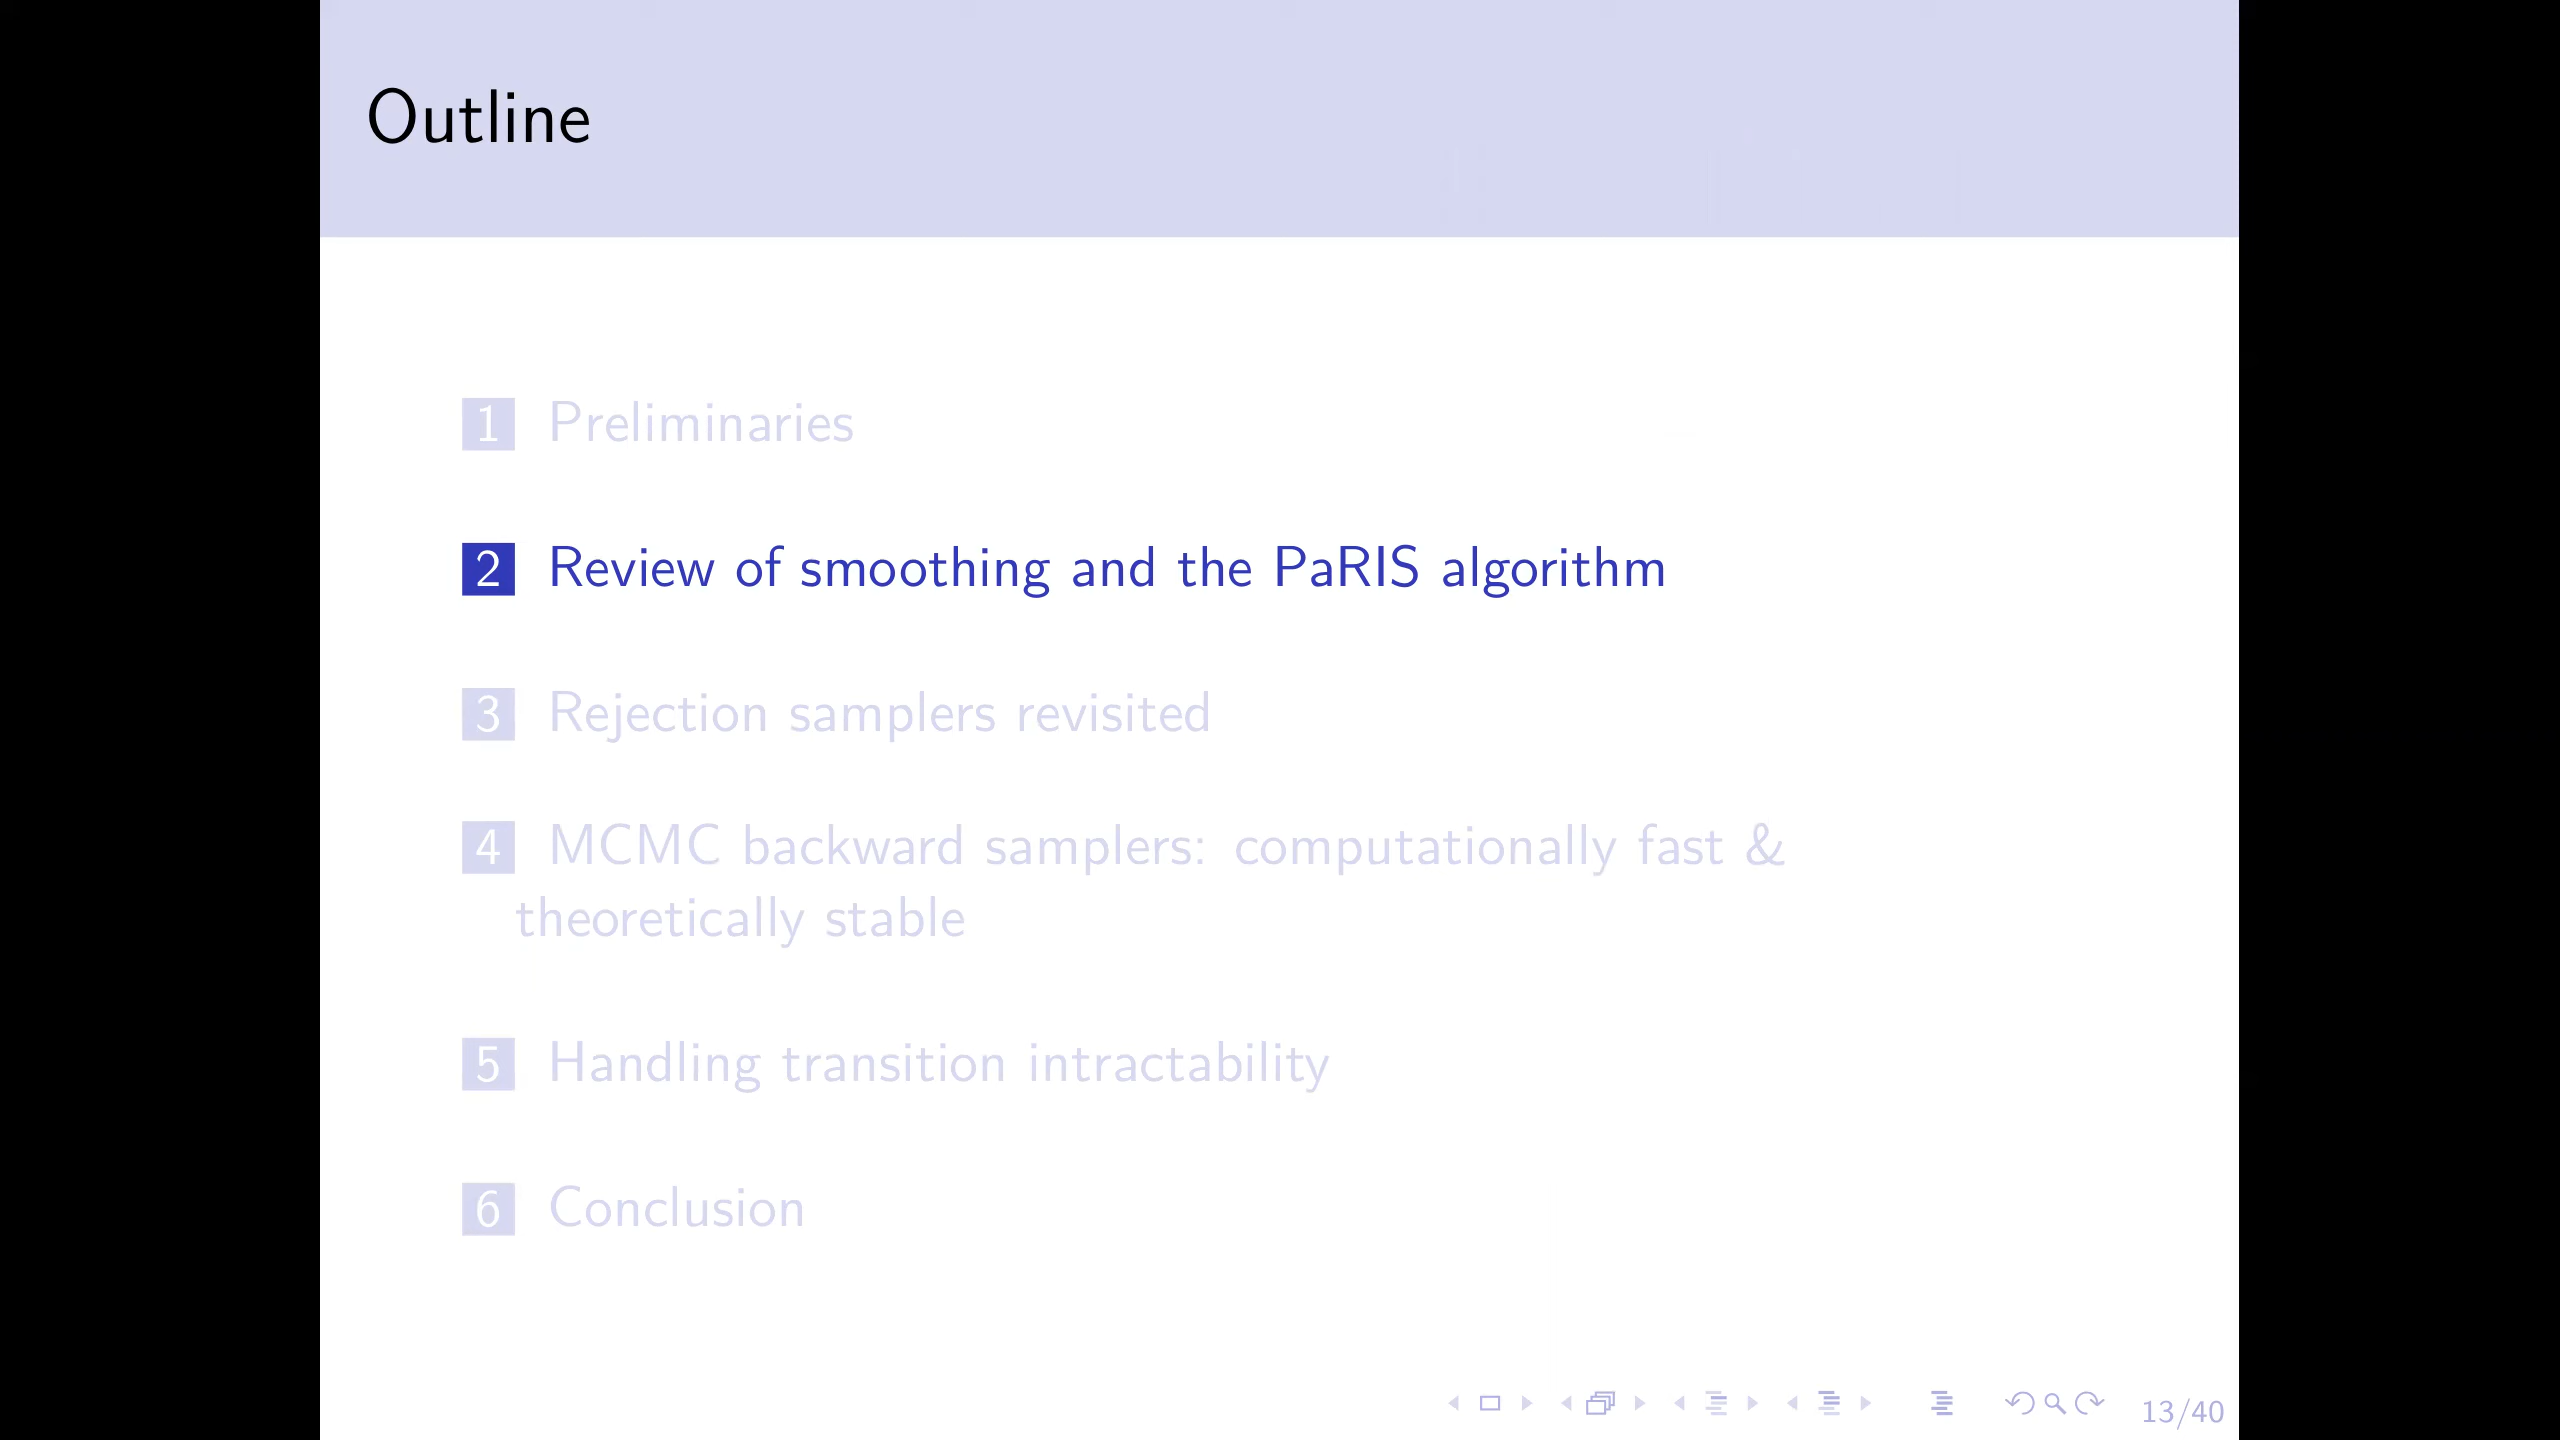 Outline
1 Preliminaries
2 Review of smoothing and the PaRIS algorithm
3 Rejection samplers revisited
4 MCMC backward samplers: computationally fast &
theoretically stable
5 Handling transition intractability
6 Conclusion
13/40